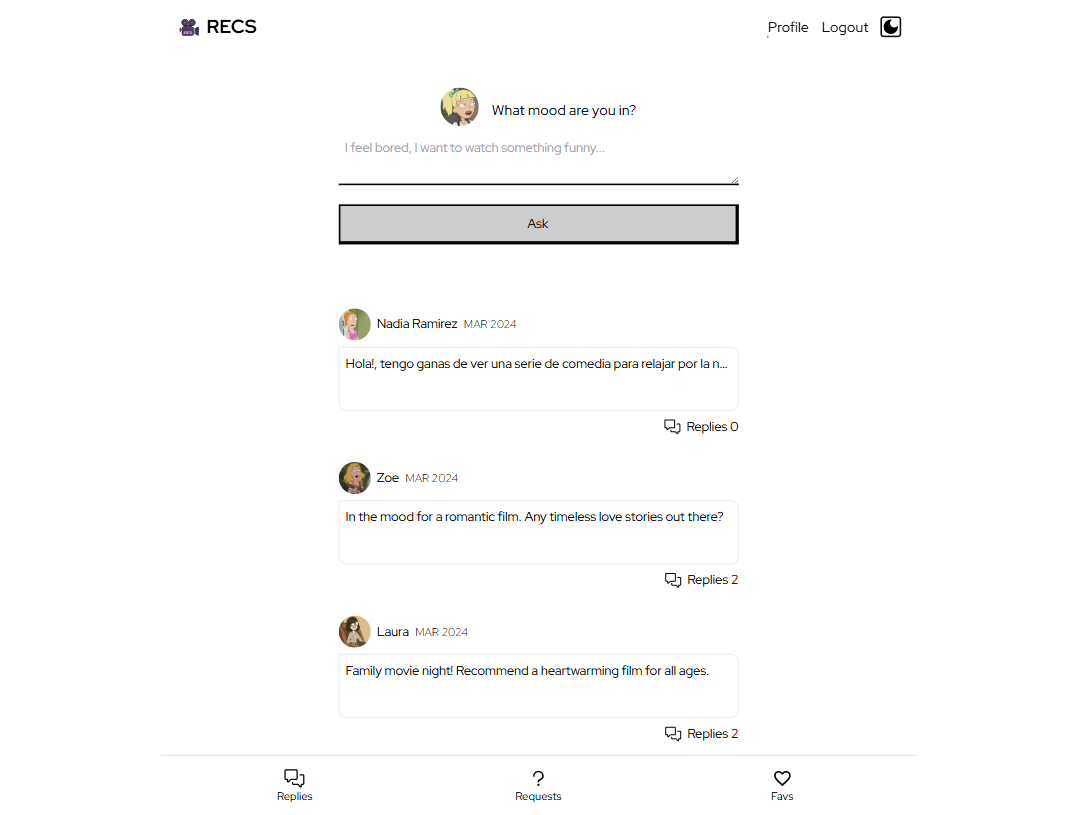 RECS
Profile Logout
What mood are you in?
I feel bored, I want to watch something funny...
Ask
Nadia Ramirez MAR 2024
Hola!, tengo ganas de ver una serie de comedia para relajar por la n...
Replies 0
Zoe MAR 2024
In the mood for a romantic film. Any timeless love stories out there?
Replies 2
Laura MAR 2024
Family movie night! Recommend a heartwarming film for all ages.
Replies 2
Replies Requests Favs